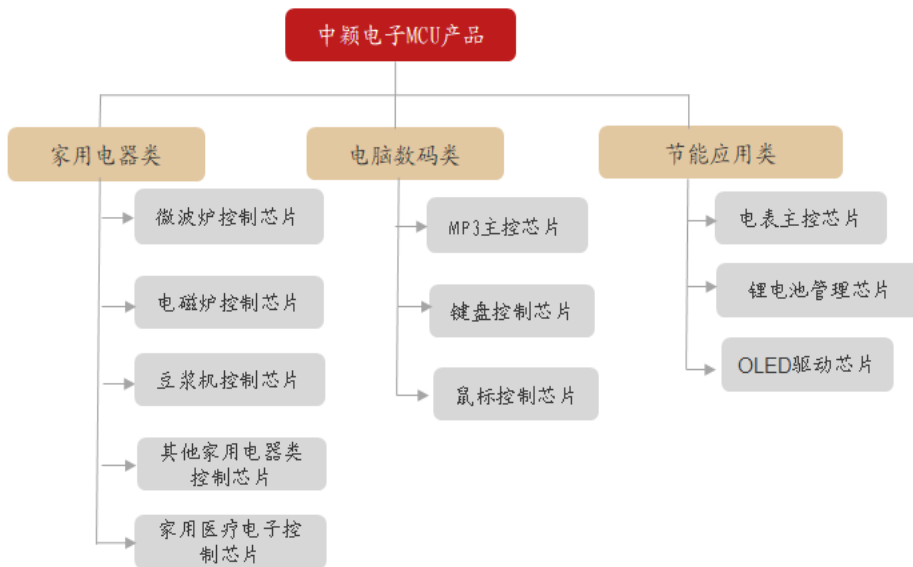 中颖电子MCU产品
家用电器类
微波炉控制芯片
电磁炉控制芯片
豆浆机控制芯片
其他家用电器类
控制芯片
家用医疗电子控
制芯片
电脑数码类
MP3主控芯片
键盘控制芯片
鼠标控制芯片
节能应用类
电表主控芯片
锂电池管理芯片
OLED驱动芯片